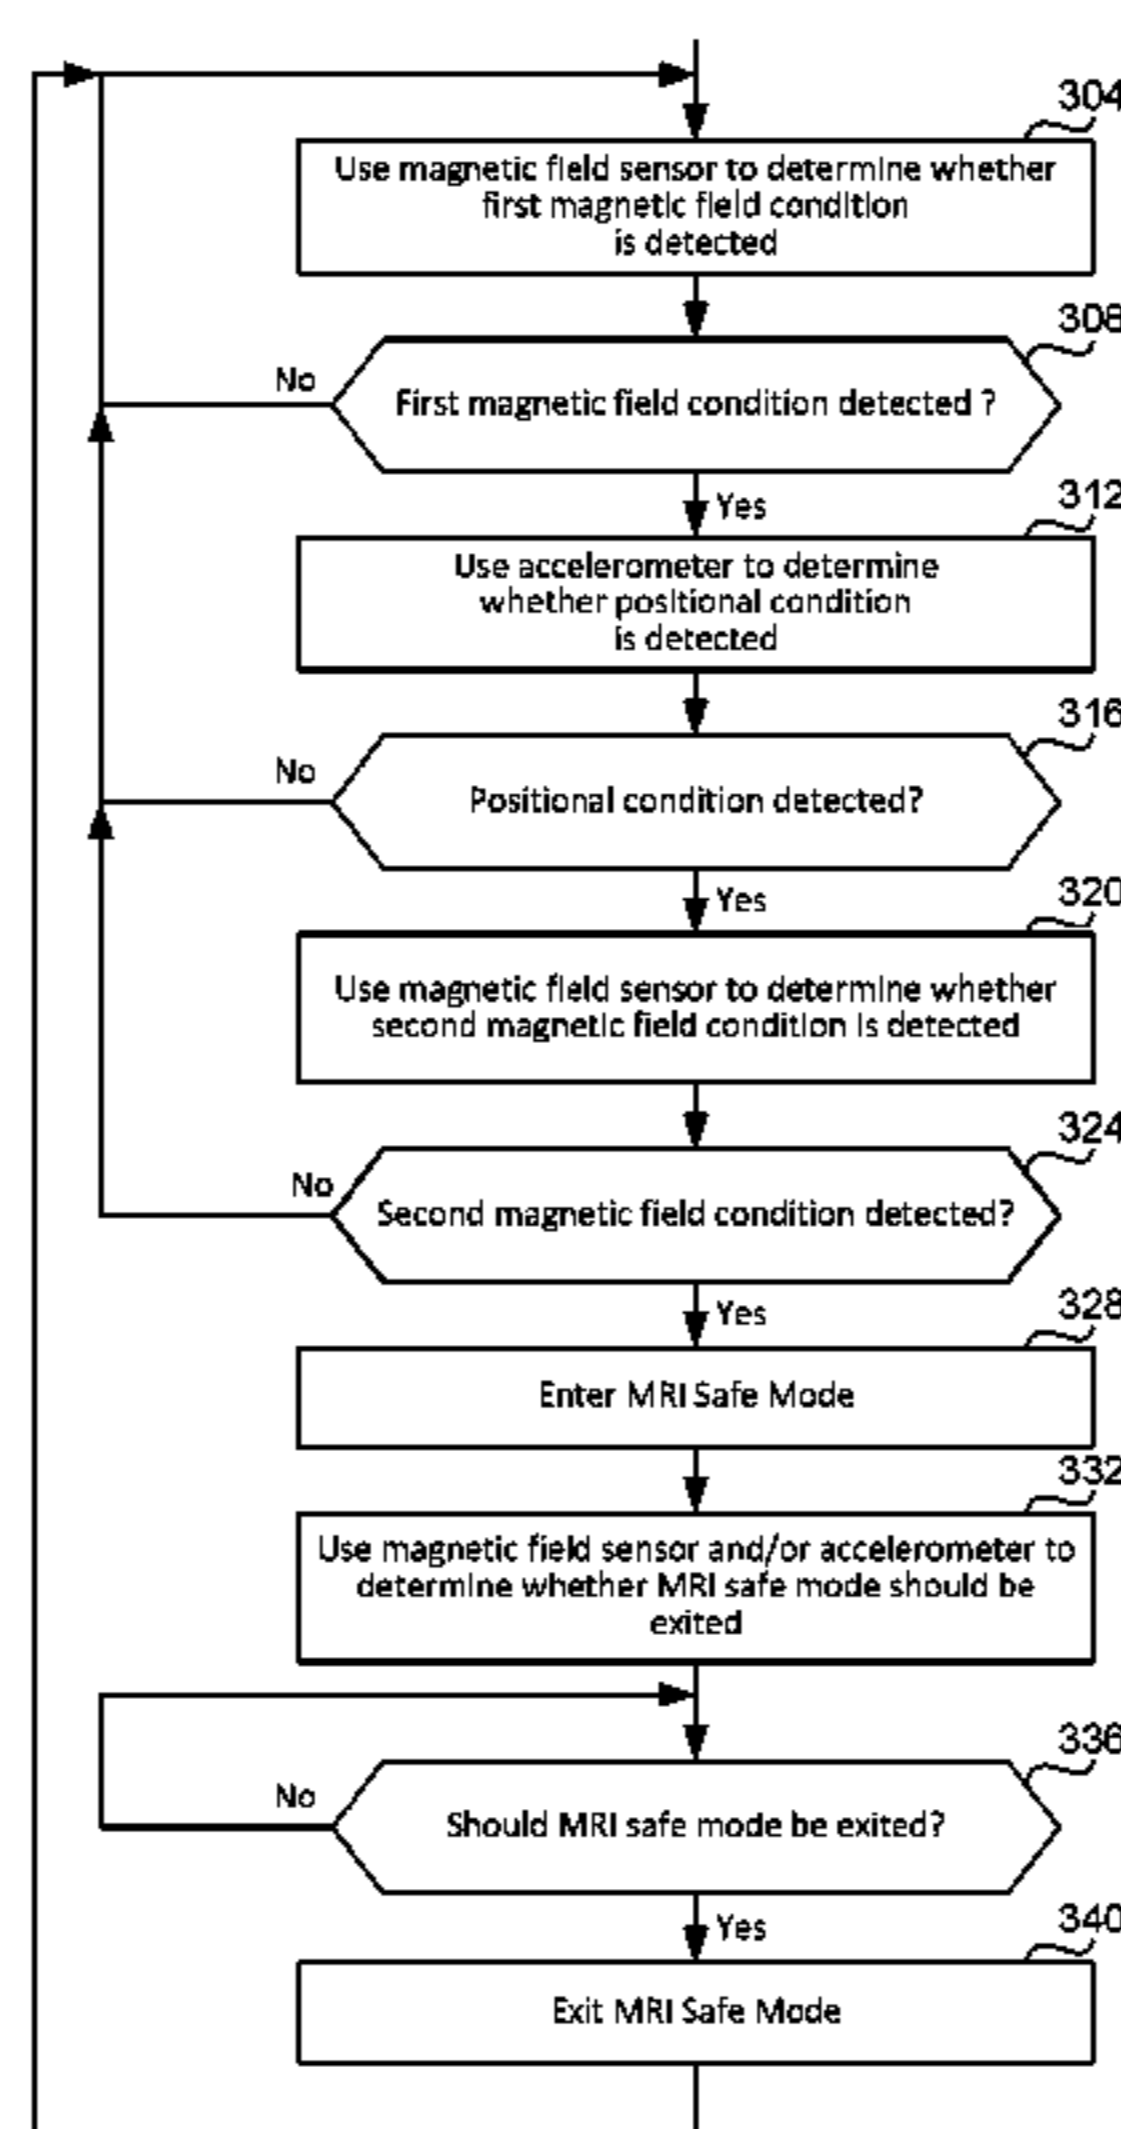 304
Use magnetic field sensor to determine whether
first magnetic field condition
is detected
308
No
First magnetic field condition detected ?
Yes
312
Use accelerometer to determine
whether positional condition
is detected
316
No
Positional condition detected?
Yes
320
Use magnetic field sensor to determine whether
second magnetic field condition is detected
324
No
Second magnetic field condition detected?
Yes
328
Enter MRI Safe Mode
332
Use magnetic field sensor and/or accelerometer to
determine whether MRI safe mode should be
exited
336
No
Should MRI safe mode be exited?
Yes
340
Exit MRI Safe Mode